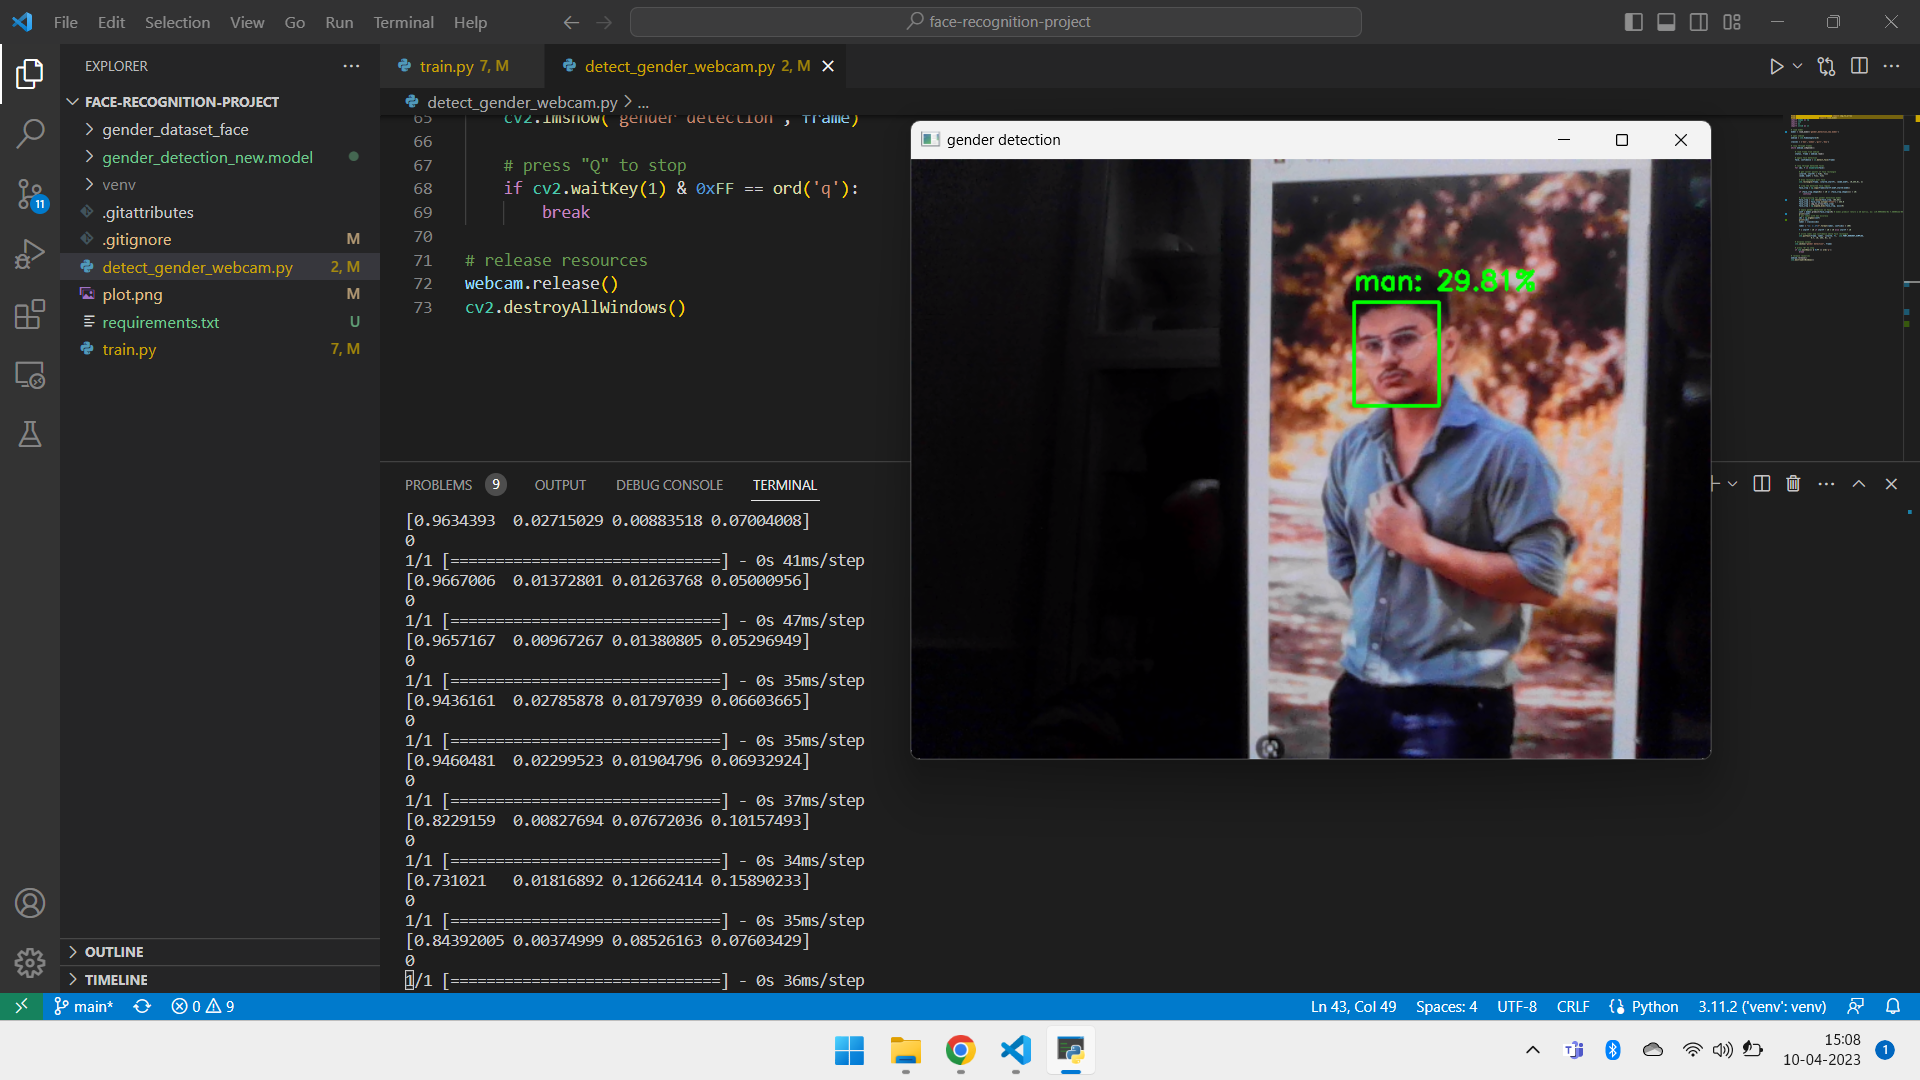 File Edit Selection View Go Run Terminal Help
face-recognition-project
EXPLORER
FACE-RECOGNITION-PROJECT
gender_dataset_face
gender_detection_new.model
venv
.gitattributes
.gitignore M
detect_gender_webcam.py 2, M
plot.png M
requirements.txt U
train.py 7, M
OUTLINE
TIMELINE
train.py 7, M
detect_gender_webcam.py 2, M
detect_gender_webcam.py > ...
65 cv2.imshow("gender detection", frame)
66
67 # press "Q" to stop
68 if cv2.waitKey(1) & 0xFF == ord('q'):
69 break
70
71 # release resources
72 webcam.release()
73 cv2.destroyAllWindows()
gender detection
man: 29.81%
PROBLEMS 9 OUTPUT DEBUG CONSOLE TERMINAL
[0.9634393  0.02715029 0.00883518 0.07004008]
0
1/1 [==============================] - 0s 41ms/step
[0.9667006  0.01372801 0.01263768 0.05000956]
0
1/1 [==============================] - 0s 47ms/step
[0.9657167  0.00967267 0.01380805 0.05296949]
0
1/1 [==============================] - 0s 35ms/step
[0.9436161  0.02785878 0.01797039 0.06603665]
0
1/1 [==============================] - 0s 35ms/step
[0.9460481  0.02299523 0.01904796 0.06932924]
0
1/1 [==============================] - 0s 37ms/step
[0.8229159  0.00827694 0.07672036 0.10157493]
0
1/1 [==============================] - 0s 34ms/step
[0.731021   0.01816892 0.12662414 0.15890233]
0
1/1 [==============================] - 0s 35ms/step
[0.84392005 0.00374999 0.08526163 0.07603429]
0
1/1 [==============================] - 0s 36ms/step
11
main* 0 9
Ln 43, Col 49 Spaces: 4 UTF-8 CRLF Python 3.11.2 ('venv': venv)
15:08
10-04-2023
1